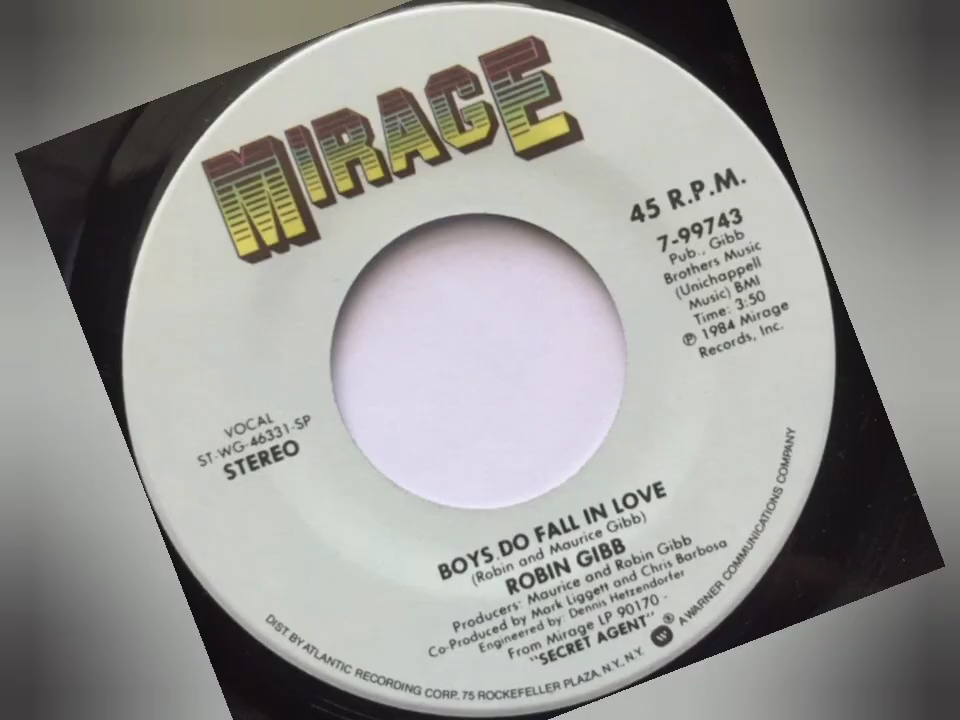 MIRAGE
45 R.P.M.
7-99743
Pub., Gibb
Brothers Music
(Unichappell
Music) BMI
Time: 3:50
℗ 1984 Mirage
Records, Inc.
VOCAL
ST-WG-46331-SP
STEREO
BOYS DO FALL IN LOVE
(Robin and Maurice Gibb)
ROBIN GIBB
Producers: Maurice and Robin Gibb
Co-Produced by Mark Liggett and Chris Barbosa
Engineered by: Dennis Hetzendorfer
From Mirage LP 90170 -
"SECRET AGENT"
DIST BY ATLANTIC RECORDING CORP. 75 ROCKEFELLER PLAZA, N.Y., N.Y. ® A WARNER COMMUNICATIONS COMPANY